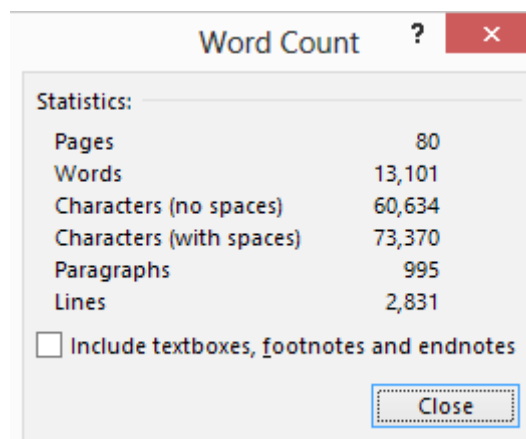 Word Count ? ×
Statistics:
Pages 80
Words 13,101
Characters (no spaces) 60,634
Characters (with spaces) 73,370
Paragraphs 995
Lines 2,831
Include textboxes, footnotes and endnotes
Close